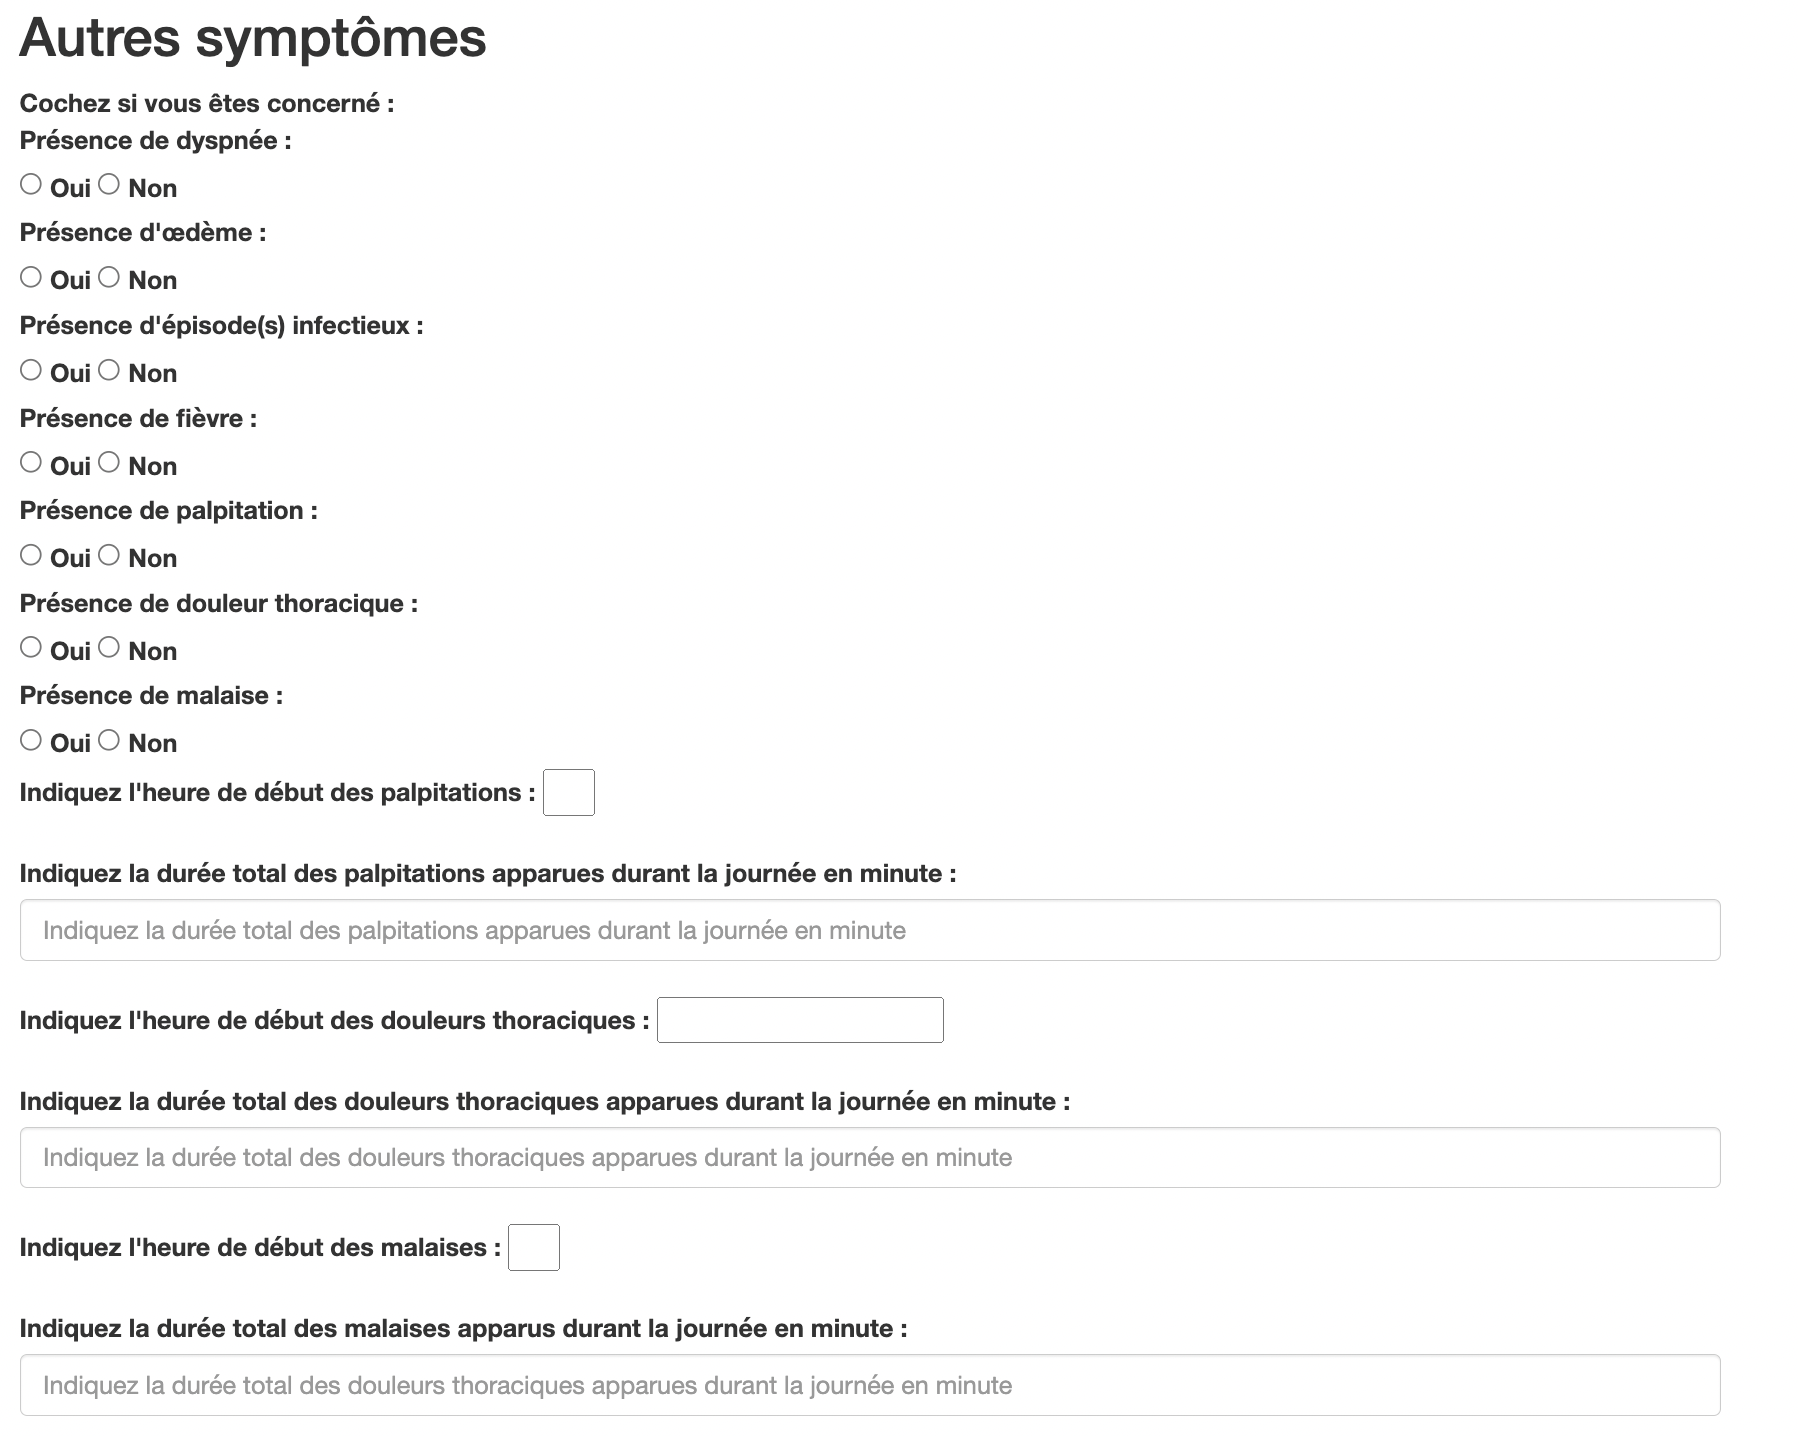 Autres symptômes
Cochez si vous êtes concerné :
Présence de dyspnée :
Oui Non
Présence d'œdème :
Oui Non
Présence d'épisode(s) infectieux :
Oui Non
Présence de fièvre :
Oui Non
Présence de palpitation :
Oui Non
Présence de douleur thoracique :
Oui Non
Présence de malaise :
Oui Non
Indiquez l'heure de début des palpitations :
Indiquez la durée total des palpitations apparues durant la journée en minute :
Indiquez la durée total des palpitations apparues durant la journée en minute
Indiquez l'heure de début des douleurs thoraciques :
Indiquez la durée total des douleurs thoraciques apparues durant la journée en minute :
Indiquez la durée total des douleurs thoraciques apparues durant la journée en minute
Indiquez l'heure de début des malaises :
Indiquez la durée total des malaises apparus durant la journée en minute :
Indiquez la durée total des douleurs thoraciques apparues durant la journée en minute